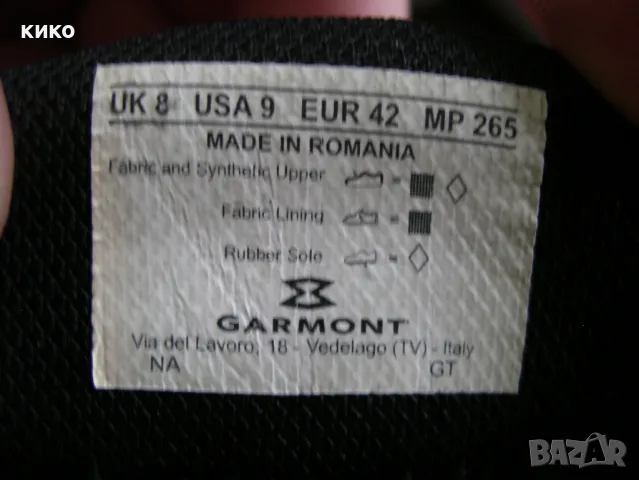 кико
UK 8 USA 9 EUR 42 MP 265
MADE IN ROMANIA
Fabric and Synthetic Upper =
Fabric Lining =
Rubber Sole =
GARMONT
Via del Lavoro, 18 - Vedelago (TV) - Italy
NA GT
BAZAR